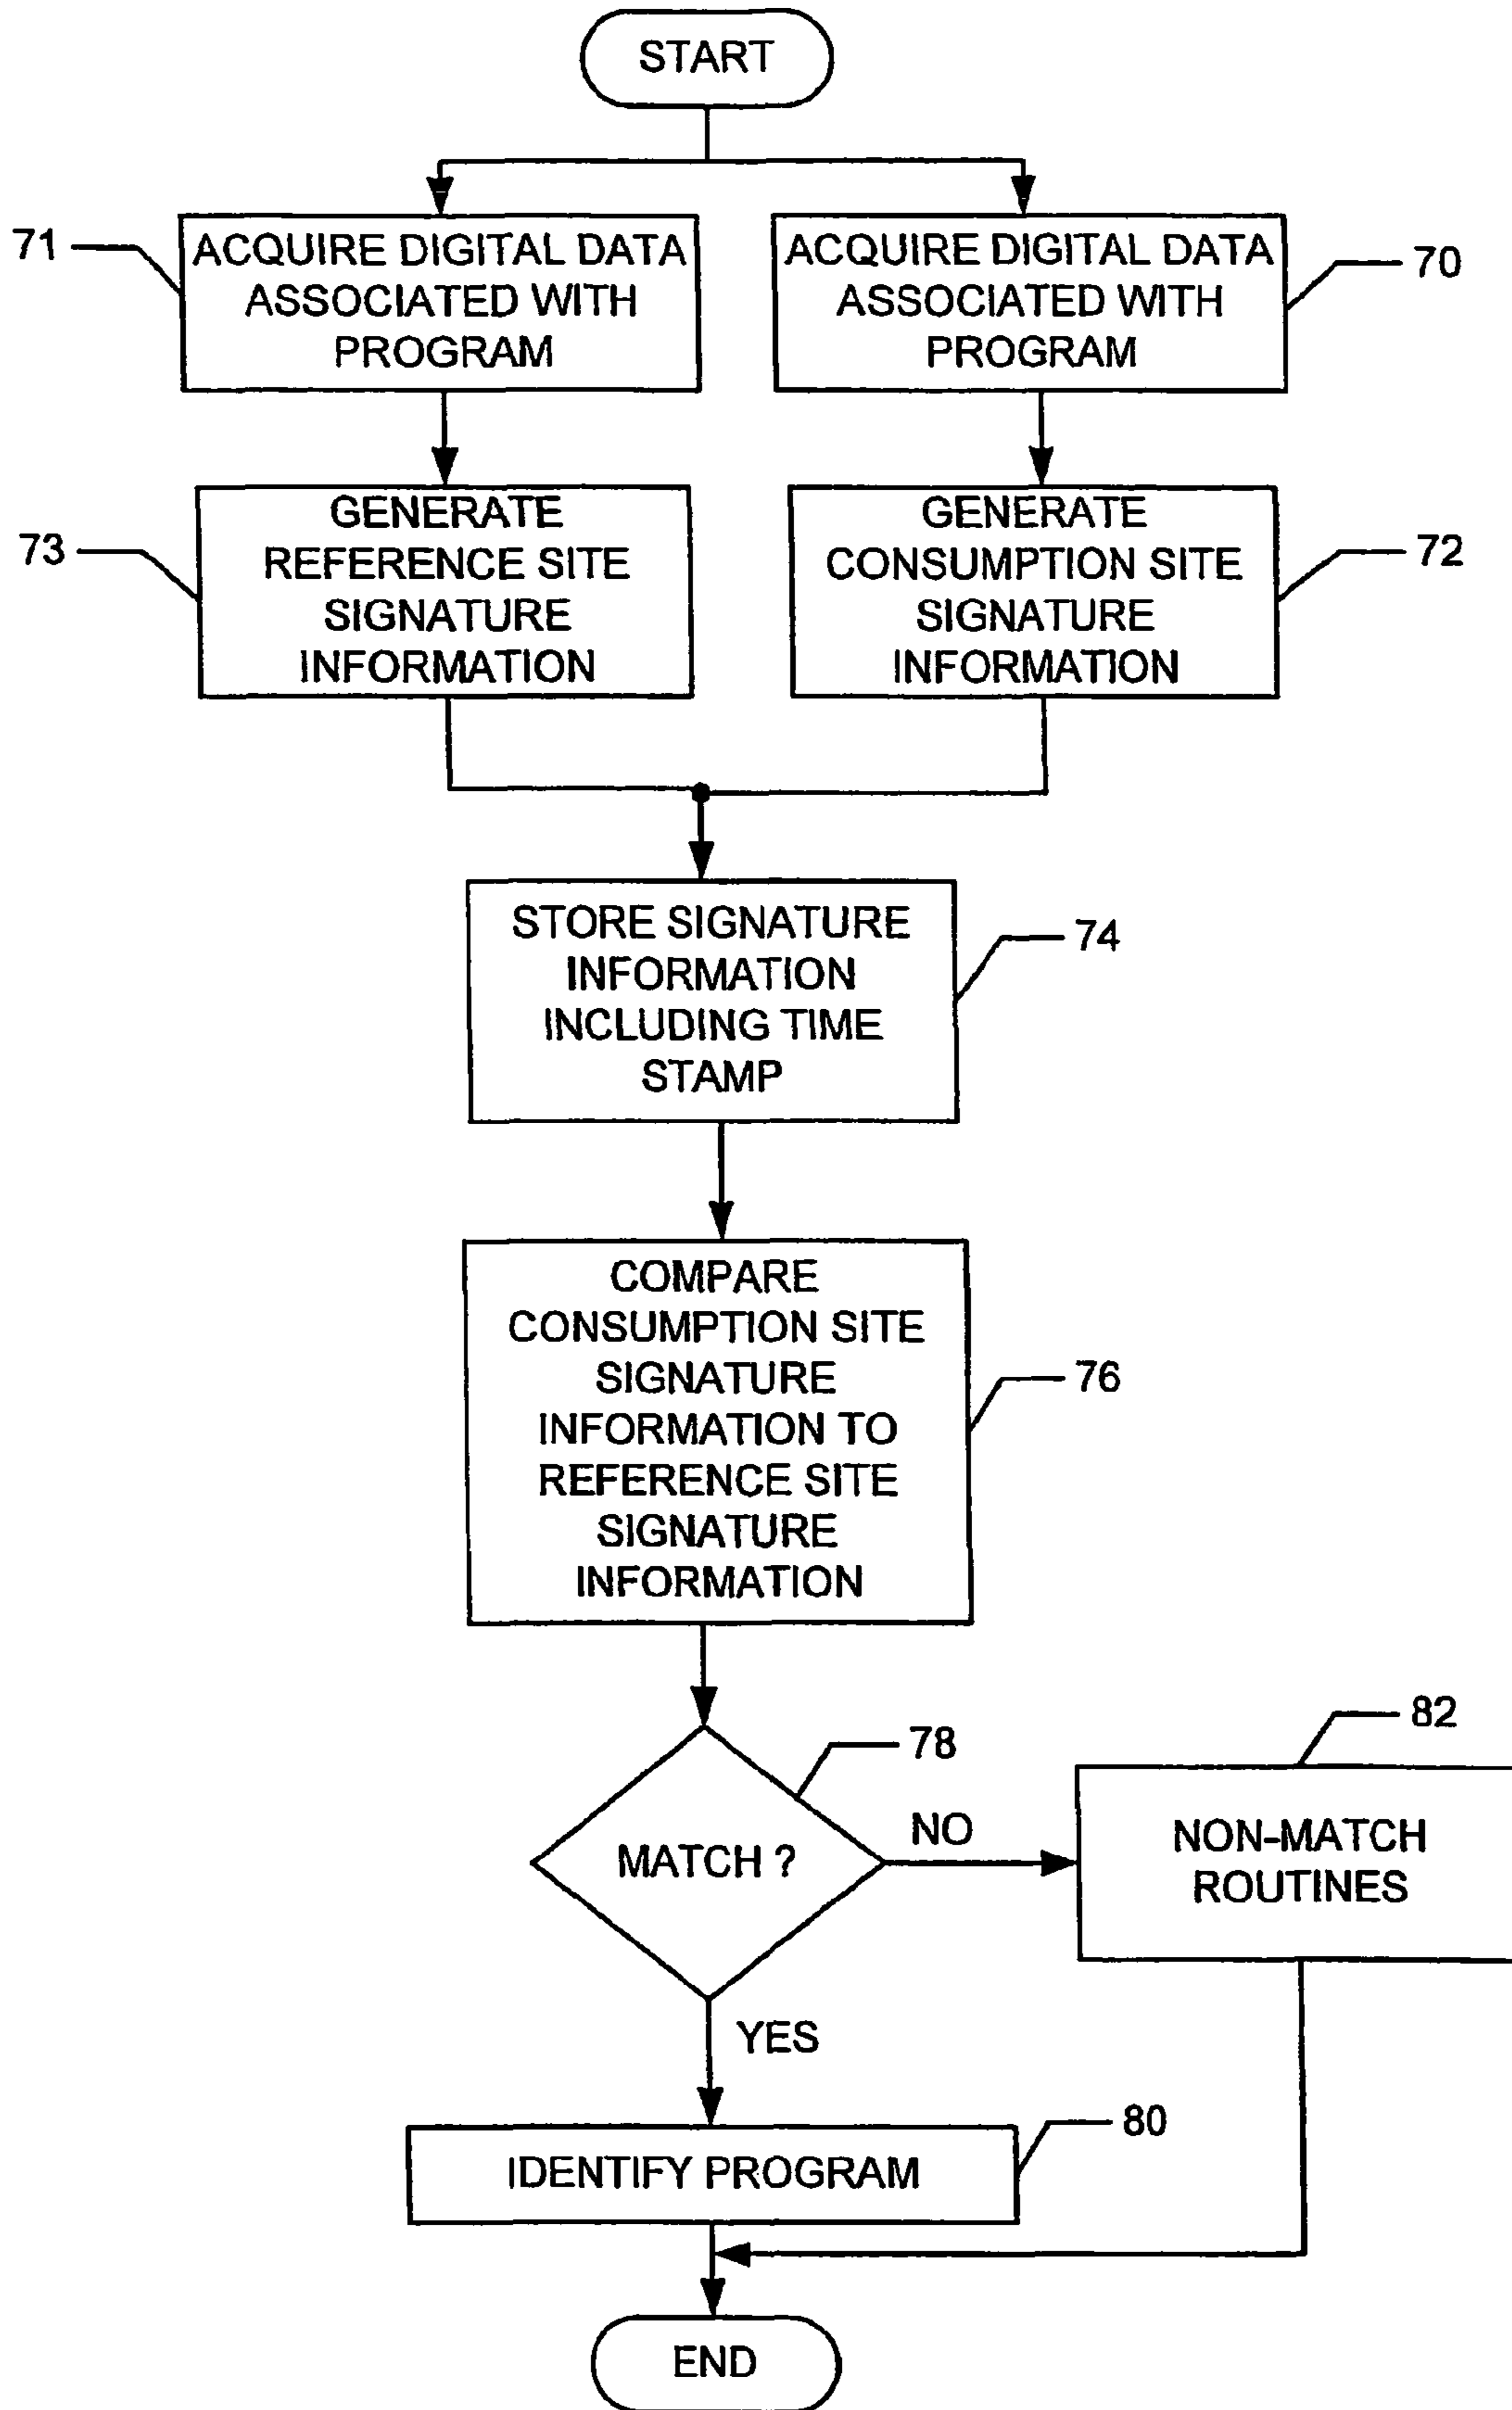 START
71
ACQUIRE DIGITAL DATA
ASSOCIATED WITH
PROGRAM
ACQUIRE DIGITAL DATA
ASSOCIATED WITH
PROGRAM
70
73
GENERATE
REFERENCE SITE
SIGNATURE
INFORMATION
GENERATE
CONSUMPTION SITE
SIGNATURE
INFORMATION
72
STORE SIGNATURE
INFORMATION
INCLUDING TIME
STAMP
74
COMPARE
CONSUMPTION SITE
SIGNATURE
INFORMATION TO
REFERENCE SITE
SIGNATURE
INFORMATION
76
78
MATCH ?
NO
82
NON-MATCH
ROUTINES
YES
IDENTIFY PROGRAM
80
END